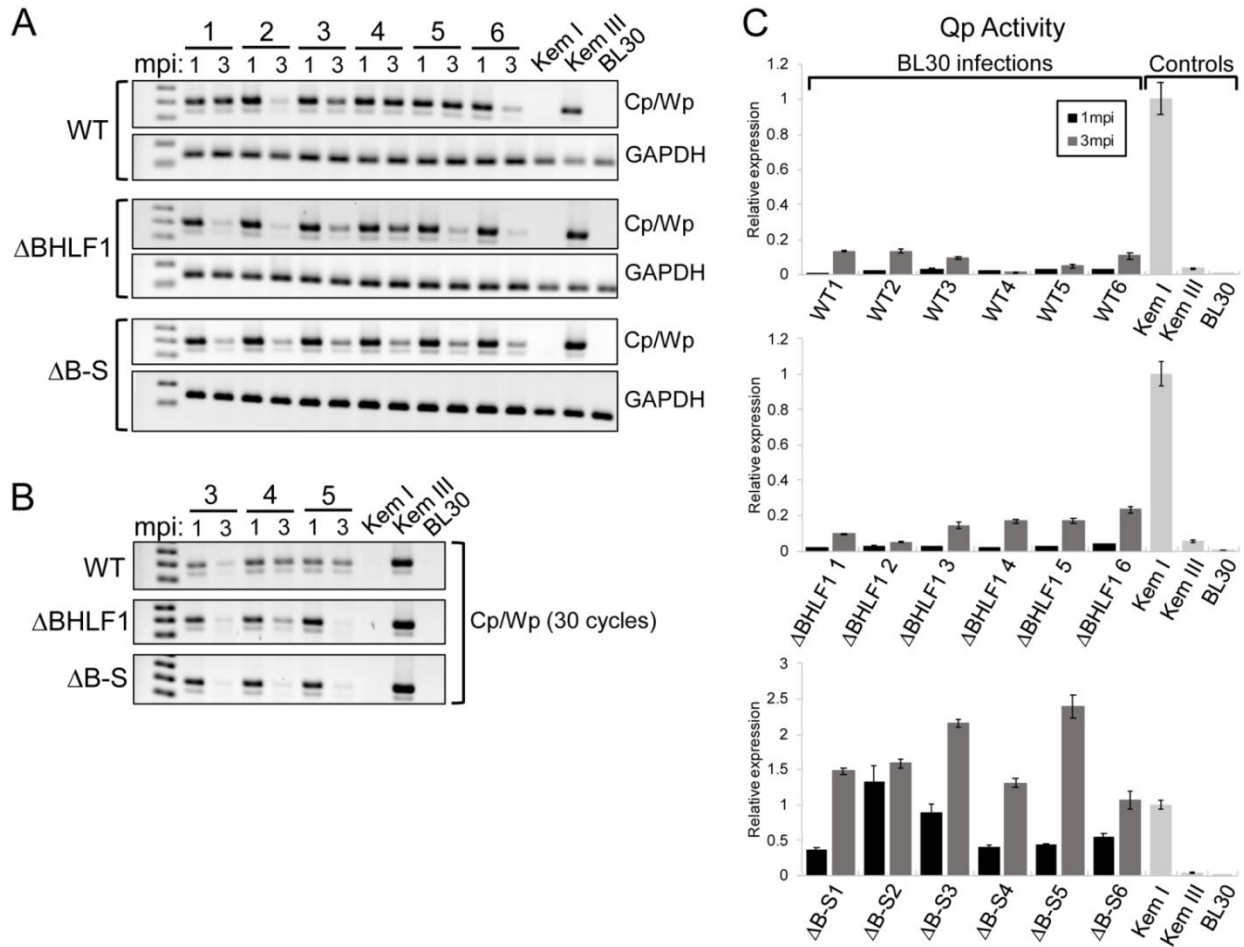 A
1 2 3 4 5 6 Kem I Kem III BL30
mpi: 1 3 1 3 1 3 1 3 1 3 1 3
WT
Cp/Wp
GAPDH
ΔBHLF1
Cp/Wp
GAPDH
ΔB-S
Cp/Wp
GAPDH
B
3 4 5 Kem I Kem III BL30
mpi: 1 3 1 3 1 3
WT
ΔBHLF1
Cp/Wp (30 cycles)
ΔB-S
C
Qp Activity
BL30 infections Controls
1mpi
3mpi
Relative expression
1.2
1
0.8
0.6
0.4
0.2
0
WT1 WT2 WT3 WT4 WT5 WT6 Kem I Kem III BL30
Relative expression
1.2
1
0.8
0.6
0.4
0.2
0
ΔBHLF1 1 ΔBHLF1 2 ΔBHLF1 3 ΔBHLF1 4 ΔBHLF1 5 ΔBHLF1 6 Kem I Kem III BL30
Relative expression
3
2.5
2
1.5
1
0.5
0
ΔB-S1 ΔB-S2 ΔB-S3 ΔB-S4 ΔB-S5 ΔB-S6 Kem I Kem III BL30